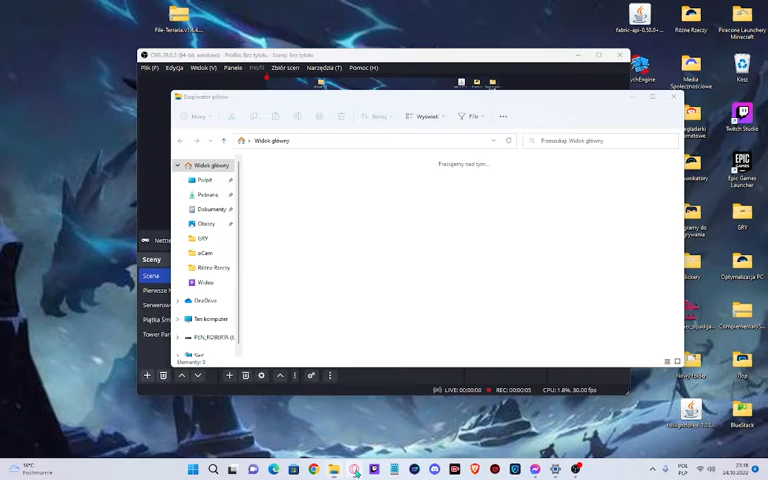 File-Terraria.v1.4.4....
fabric-api-0.58.0+...
Różne Rzeczy
Piracone Launchery
Minecraft
OBS 28.0.2 (64-bit, windows) - Profil: Bez tytułu - Sceny: Bez tytułu
Plik (F)
Edycja
Widok (V)
Panele
Profil
Zbiór scen
Narzędzia (T)
Pomoc (H)
Media
Społecznościowe
Kosz
Eksplorator plików
Nowy
Sortuj
Wyświetl
Filtr
Widok główny
Przeszukaj: Widok główny
Twitch Studio
Pracujemy nad tym...
Widok główny
Pulpit
Pobrane
Dokumenty
Obrazy
GRY
oCam
Różne Rzeczy
Wideo
OneDrive
Ten komputer
Sieć
Elementy: 0
Epic Games
Launcher
GRY
Optymalizacja PC
Sceny
Scena
Tower
iTop
BlueStack
LIVE: 00:00:00
REC: 00:00:05
CPU: 1.8%, 30.00 fps
16°C
Pochmurnie
POL
PLP
23:18
24.10.2022